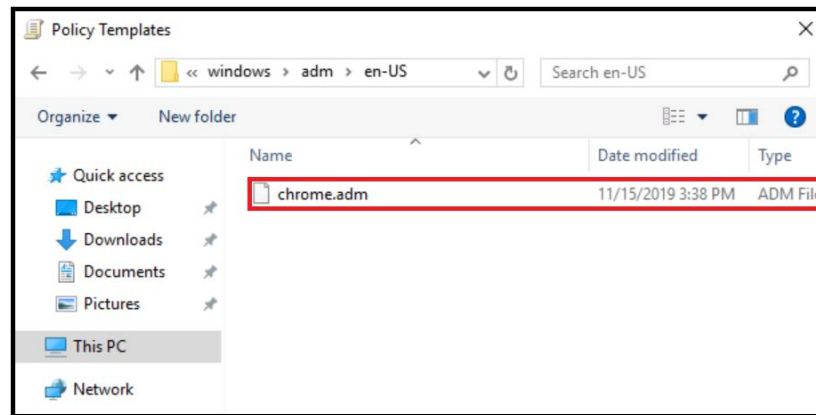 Policy Templates
« windows > adm > en-US
Search en-US
Organize
New folder
Name
Date modified
Type
Quick access
chrome.adm
11/15/2019 3:38 PM
ADM File
Desktop
Downloads
Documents
Pictures
This PC
Network